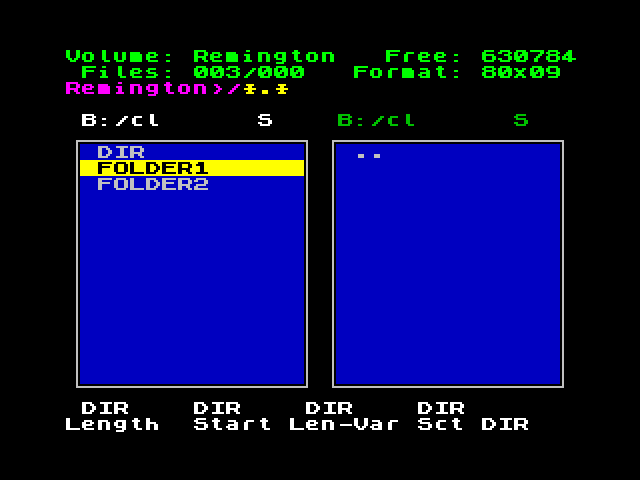 Volume: Remington Free: 630784
Files: 003/000 Format: 80x09
Remington>/*.*
B:/cl S B:/cl S
DIR ..
FOLDER1
FOLDER2
DIR DIR DIR DIR
Length Start Len-Var Sct DIR